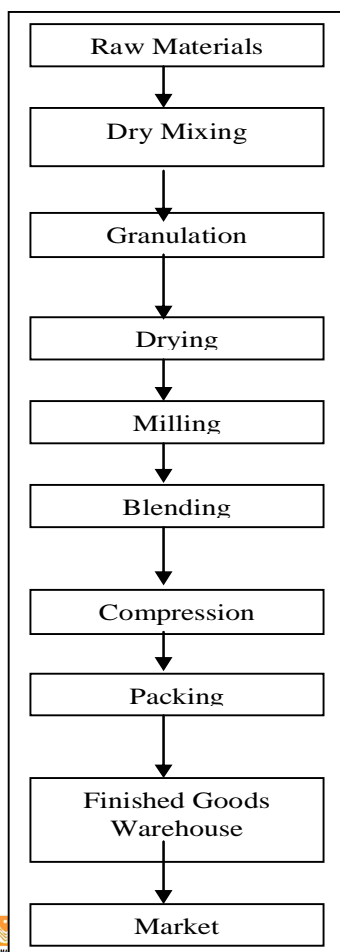 Raw Materials
Dry Mixing
Granulation
Drying
Milling
Blending
Compression
Packing
Finished Goods
Warehouse
Market